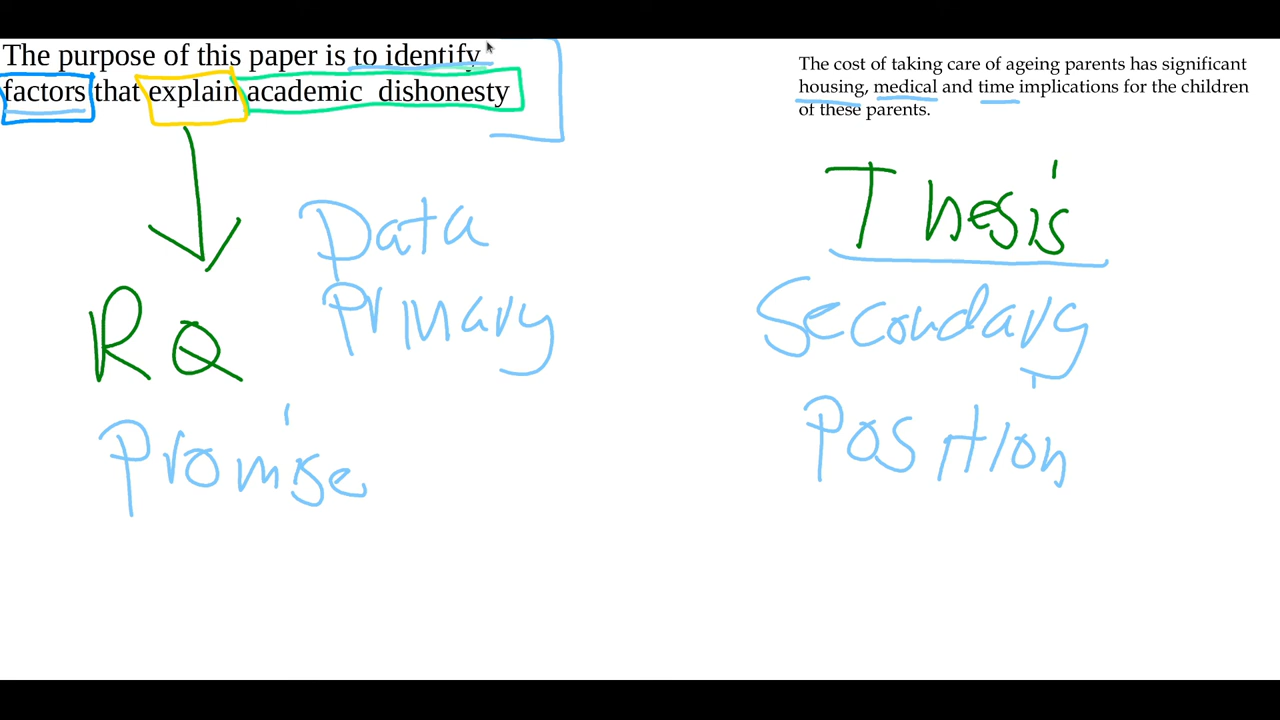 The purpose of this paper is to identify
factors that explain academic dishonesty
RQ
Data
Primary
Promise
The cost of taking care of ageing parents has significant
housing, medical and time implications for the children
of these parents.
Thesis
Secondary
Position